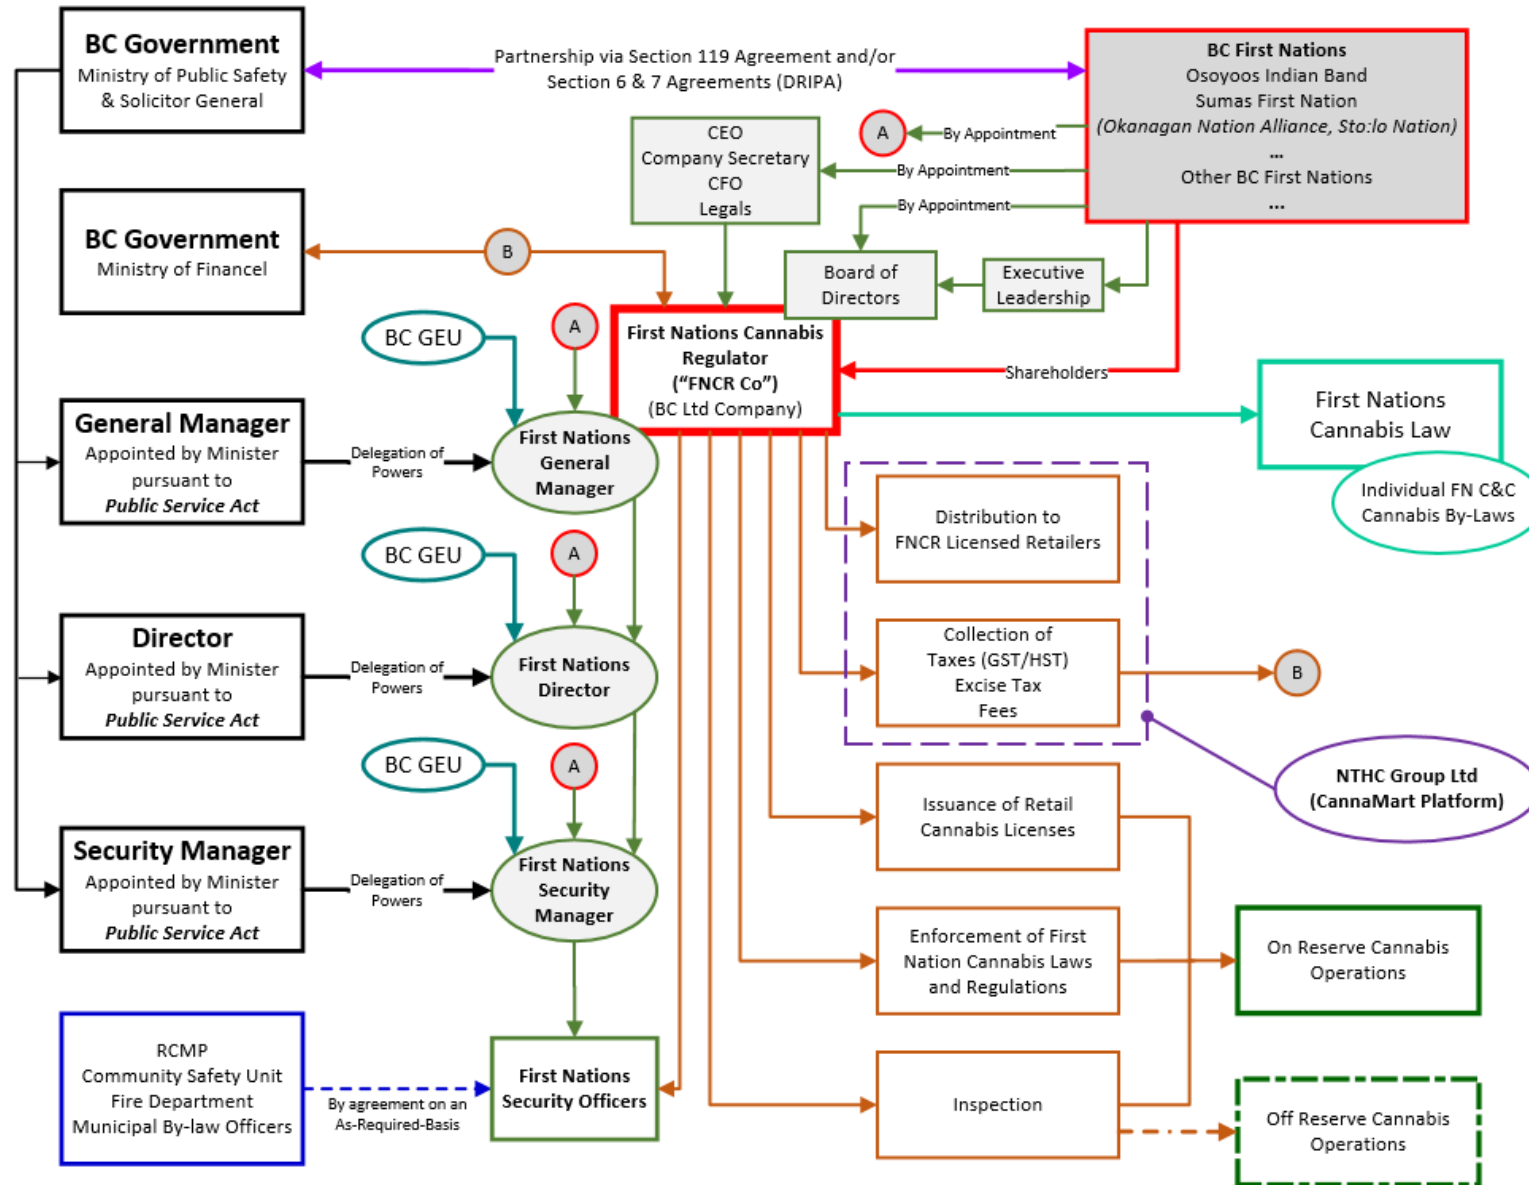 BC Government
Ministry of Public Safety
& Solicitor General
Partnership via Section 119 Agreement and/or
Section 6 & 7 Agreements (DRIPA)
BC First Nations
Osoyoos Indian Band
Sumas First Nation
(Okanagan Nation Alliance, Sto:lo Nation)
...
Other BC First Nations
...
CEO
Company Secretary
CFO
Legals
A
By Appointment
By Appointment
By Appointment
BC Government
Ministry of Financel
B
Board of
Directors
Executive
Leadership
First Nations Cannabis
Regulator
("FNCR Co")
(BC Ltd Company)
Shareholders
BC GEU
A
General Manager
Appointed by Minister
pursuant to
Public Service Act
Delegation of
Powers
First Nations
General
Manager
First Nations
Cannabis Law
Individual FN C&C
Cannabis By-Laws
Distribution to
FNCR Licensed Retailers
BC GEU
A
Director
Appointed by Minister
pursuant to
Public Service Act
Delegation of
Powers
First Nations
Director
Collection of
Taxes (GST/HST)
Excise Tax
Fees
B
BC GEU
A
NTHC Group Ltd
(CannaMart Platform)
Issuance of Retail
Cannabis Licenses
Security Manager
Appointed by Minister
pursuant to
Public Service Act
Delegation of
Powers
First Nations
Security
Manager
Enforcement of First
Nation Cannabis Laws
and Regulations
On Reserve Cannabis
Operations
RCMP
Community Safety Unit
Fire Department
Municipal By-law Officers
By agreement on an
As-Required-Basis
First Nations
Security Officers
Inspection
Off Reserve Cannabis
Operations